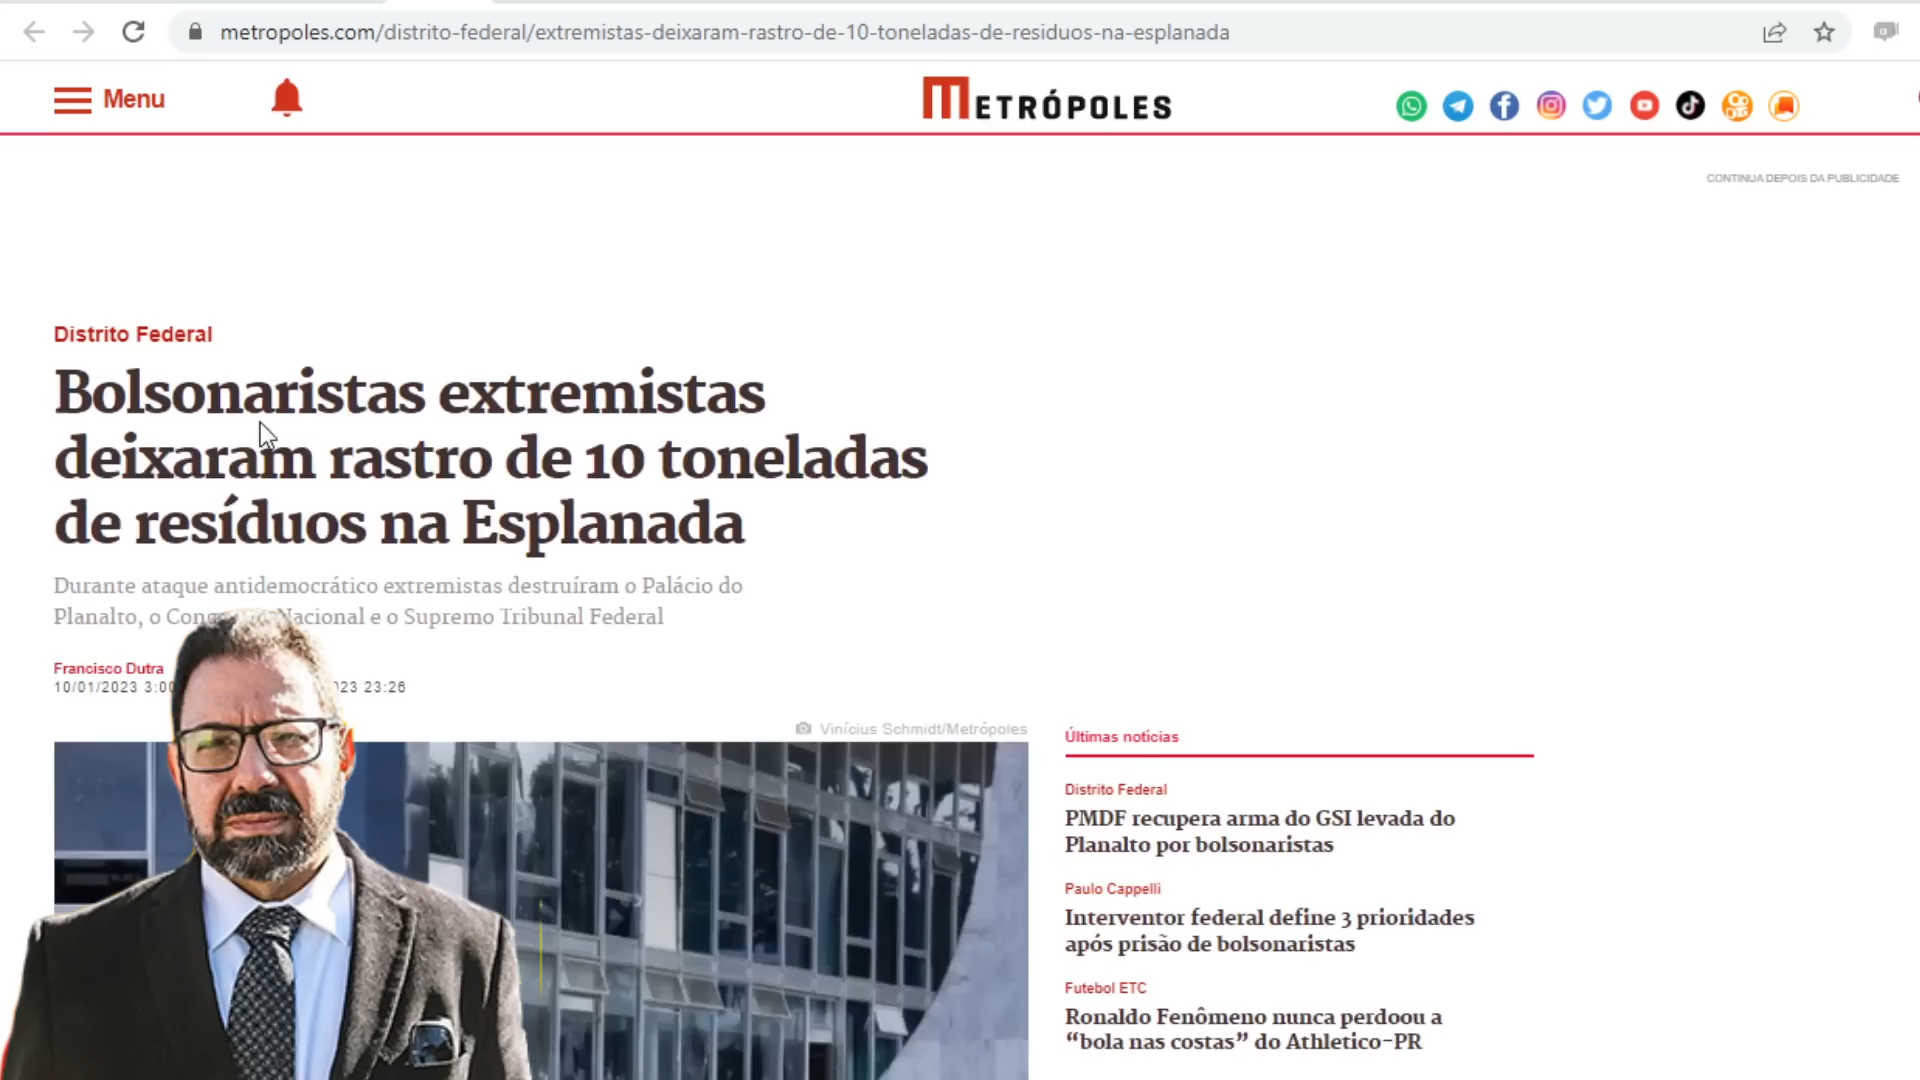 metropoles.com/distrito-federal/extremistas-deixaram-rastro-de-10-toneladas-de-residuos-na-esplanada
Menu
METRÓPOLES
CONTINUA DEPOIS DA PUBLICIDADE
Distrito Federal
Bolsonaristas extremistas
deixaram rastro de 10 toneladas
de resíduos na Esplanada
Durante ataque antidemocrático extremistas destruíram o Palácio do
Planalto, o Nacional e o Supremo Tribunal Federal
Francisco Dutra
10/01/2023 3:00 23:26
Vinícius Schmidt/Metrópoles
Últimas notícias
Distrito Federal
PMDF recupera arma do GSI levada do
Planalto por bolsonaristas
Paulo Cappelli
Interventor federal define 3 prioridades
após prisão de bolsonaristas
Futebol ETC
Ronaldo Fenômeno nunca perdoou a
“bola nas costas” do Athletico-PR